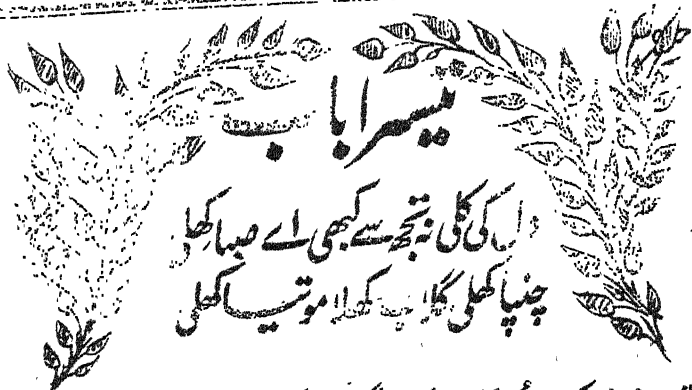 تیسرا باب
دل کی کلی نہ تجھ سے کبھی اے صبا کھلی
چنپا کھلی گلاب کھلا موتیا کھلی